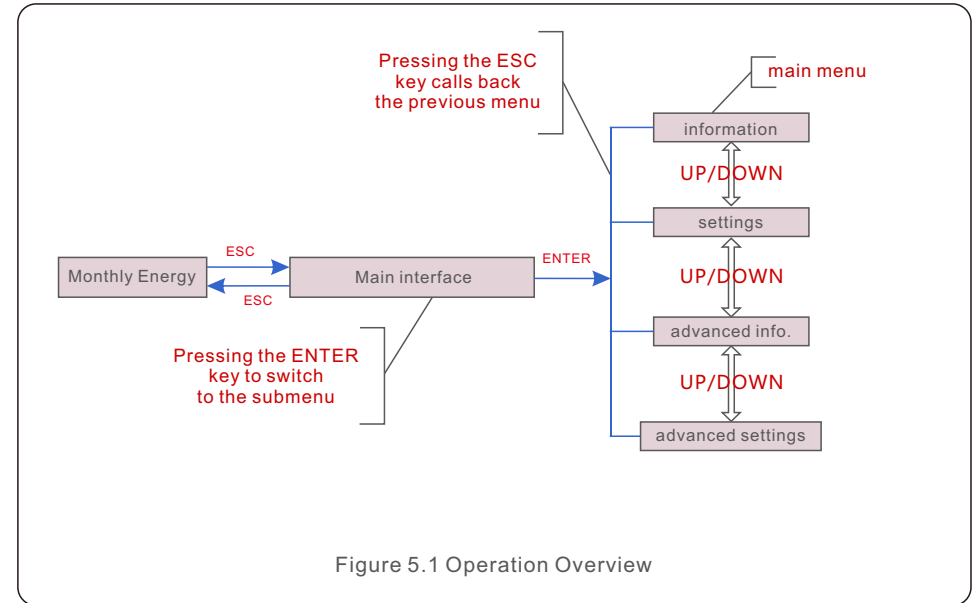 Pressing the ESC
key calls back
the previous menu
main menu
information
UP/DOWN
settings
ESC
ENTER
Monthly Energy
Main interface
UP/DOWN
ESC
advanced info.
Pressing the ENTER
key to switch
to the submenu
UP/DOWN
advanced settings
Figure 5.1 Operation Overview